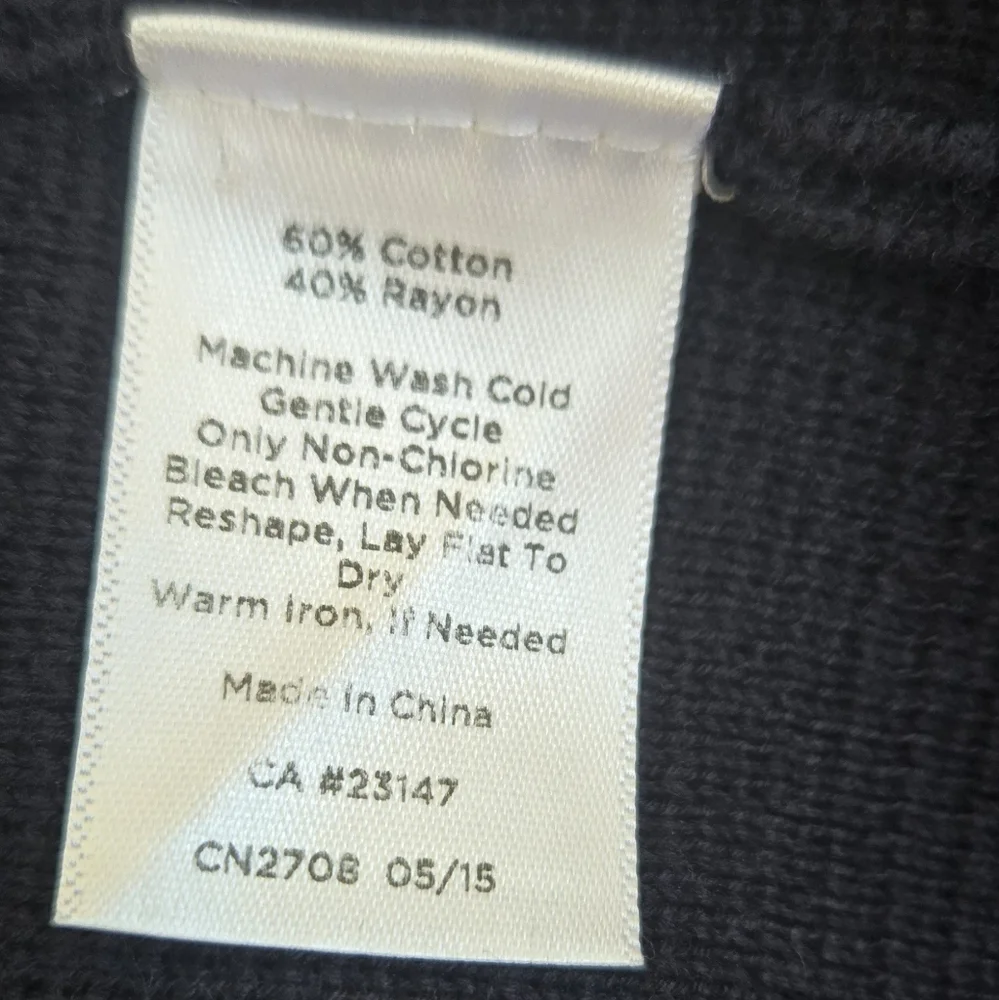 60% Cotton
40% Rayon
Machine Wash Cold
Gentle Cycle
Only Non-Chlorine
Bleach When Needed
Reshape, Lay Flat To
Dry
Warm Iron, If Needed
Made in China
CA #23147
CN2708 05/15